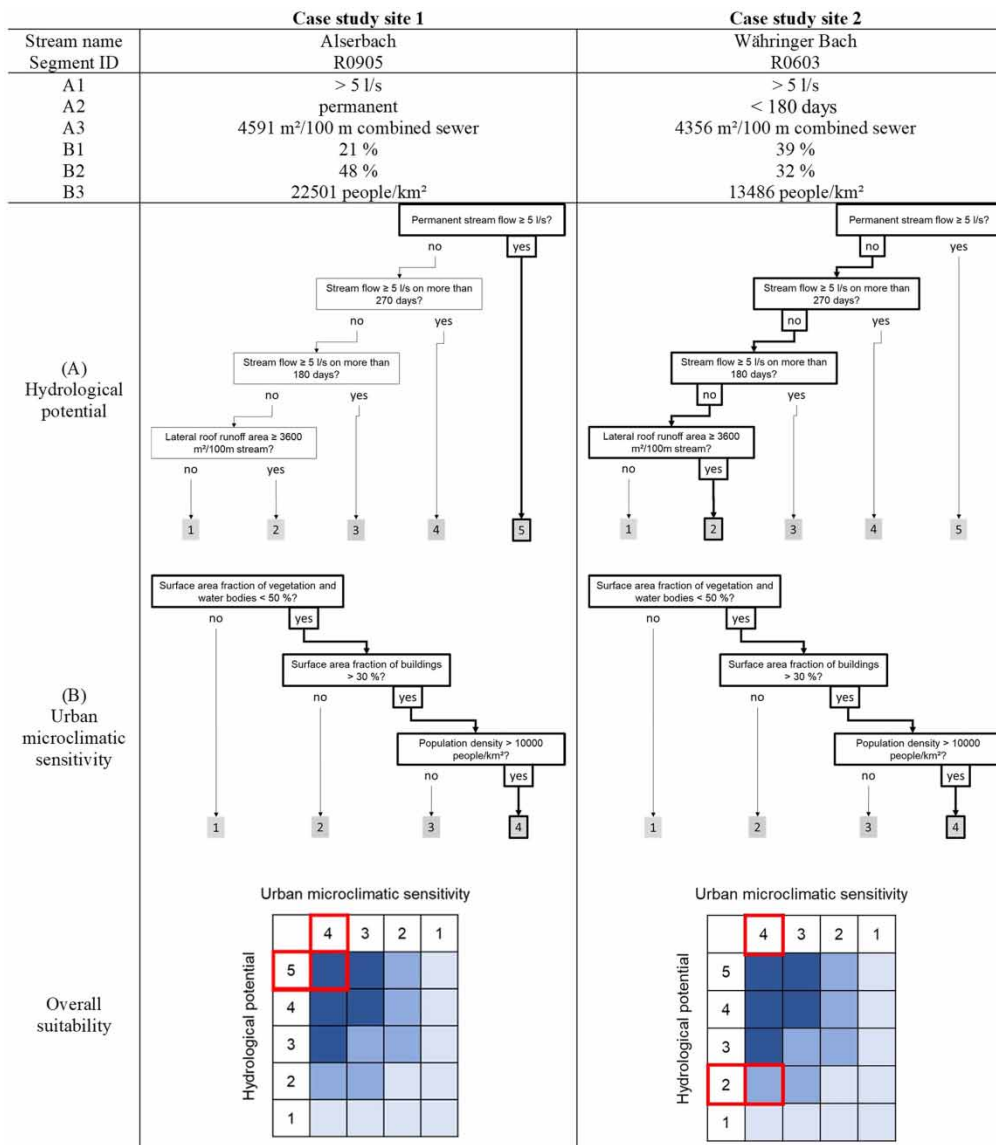 Case study site 1 Case study site 2
Stream name Alserbach Währinger Bach
Segment ID R0905 R0603
A1 > 5 l/s > 5 l/s
A2 permanent < 180 days
A3 4591 m²/100 m combined sewer 4356 m²/100 m combined sewer
B1 21 % 39 %
B2 48 % 32 %
B3 22501 people/km² 13486 people/km²
(A)
Hydrological
potential
Permanent stream flow ≥ 5 l/s?
no yes
Stream flow ≥ 5 l/s on more than
270 days?
no yes
Stream flow ≥ 5 l/s on more than
180 days?
no yes
Lateral roof runoff area ≥ 3600
m²/100m stream?
no yes
1 2 3 4 5
Permanent stream flow ≥ 5 l/s?
no yes
Stream flow ≥ 5 l/s on more than
270 days?
no yes
Stream flow ≥ 5 l/s on more than
180 days?
no yes
Lateral roof runoff area ≥ 3600
m²/100m stream?
no yes
1 2 3 4 5
(B)
Urban
microclimatic
sensitivity
Surface area fraction of vegetation and
water bodies < 50 %?
no yes
Surface area fraction of buildings
> 30 %?
no yes
Population density > 10000
people/km²?
no yes
1 2 3 4
Surface area fraction of vegetation and
water bodies < 50 %?
no yes
Surface area fraction of buildings
> 30 %?
no yes
Population density > 10000
people/km²?
no yes
1 2 3 4
Overall
suitability
Urban microclimatic sensitivity
4 3 2 1
Hydrological potential
5
4
3
2
1
Urban microclimatic sensitivity
4 3 2 1
Hydrological potential
5
4
3
2
1